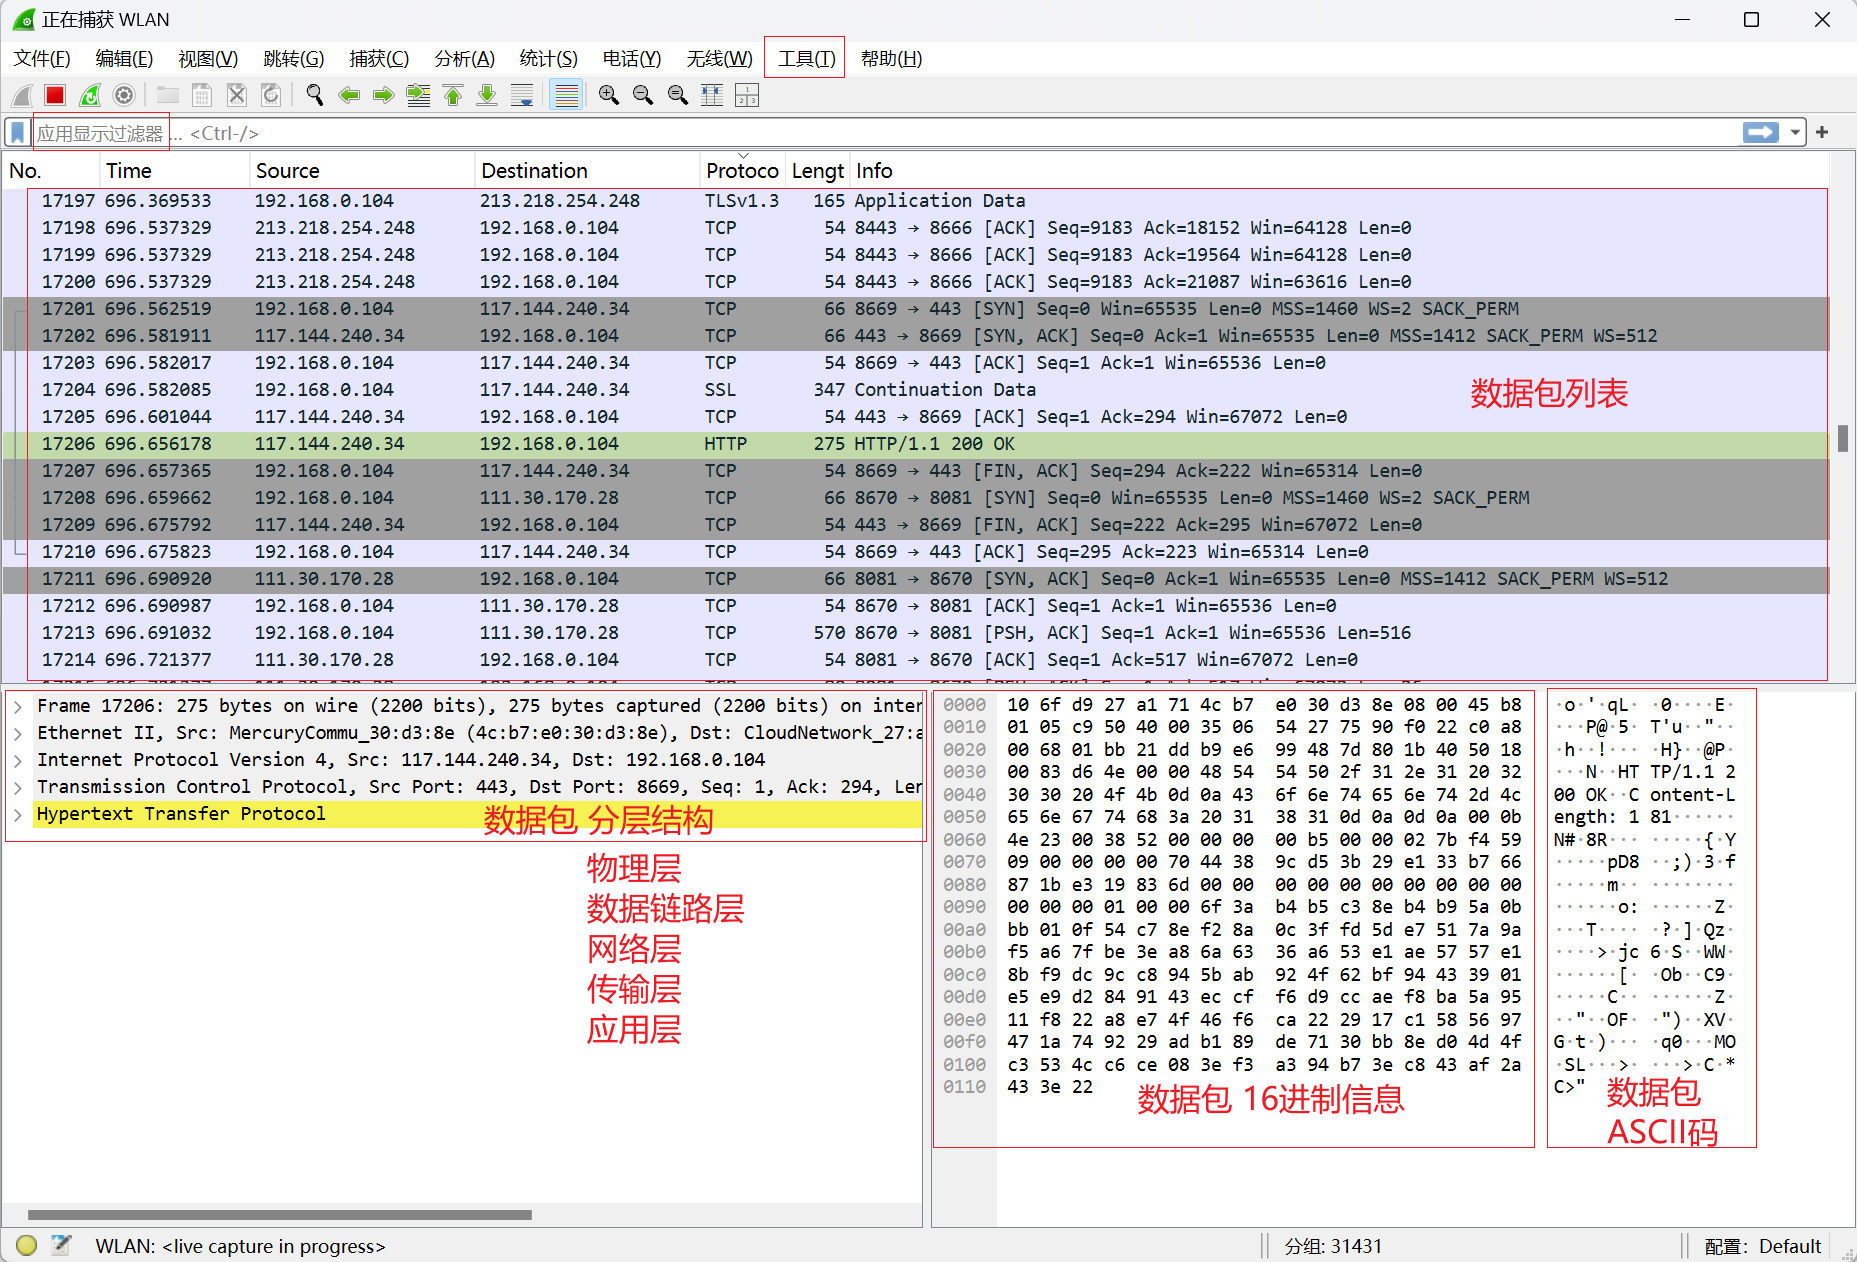 正在捕获 WLAN
文件(F) 编辑(E) 视图(V) 跳转(G) 捕获(C) 分析(A) 统计(S) 电话(Y) 无线(W) 工具(T) 帮助(H)
应用显示过滤器 … <Ctrl-/>
No. Time Source Destination Protoco Lengt Info
17197 696.369533 192.168.0.104 213.218.254.248 TLSv1.3 165 Application Data
17198 696.537329 213.218.254.248 192.168.0.104 TCP 54 8443 → 8666 [ACK] Seq=9183 Ack=18152 Win=64128 Len=0
17199 696.537329 213.218.254.248 192.168.0.104 TCP 54 8443 → 8666 [ACK] Seq=9183 Ack=19564 Win=64128 Len=0
17200 696.537329 213.218.254.248 192.168.0.104 TCP 54 8443 → 8666 [ACK] Seq=9183 Ack=21087 Win=63616 Len=0
17201 696.562519 192.168.0.104 117.144.240.34 TCP 66 8669 → 443 [SYN] Seq=0 Win=65535 Len=0 MSS=1460 WS=2 SACK_PERM
17202 696.581911 117.144.240.34 192.168.0.104 TCP 66 443 → 8669 [SYN, ACK] Seq=0 Ack=1 Win=65535 Len=0 MSS=1412 SACK_PERM WS=512
17203 696.582017 192.168.0.104 117.144.240.34 TCP 54 8669 → 443 [ACK] Seq=1 Ack=1 Win=65536 Len=0
17204 696.582085 192.168.0.104 117.144.240.34 SSL 347 Continuation Data
数据包列表
17205 696.601044 117.144.240.34 192.168.0.104 TCP 54 443 → 8669 [ACK] Seq=1 Ack=294 Win=67072 Len=0
17206 696.656178 117.144.240.34 192.168.0.104 HTTP 275 HTTP/1.1 200 OK
17207 696.657365 192.168.0.104 117.144.240.34 TCP 54 8669 → 443 [FIN, ACK] Seq=294 Ack=222 Win=65314 Len=0
17208 696.659662 192.168.0.104 111.30.170.28 TCP 66 8670 → 8081 [SYN] Seq=0 Win=65535 Len=0 MSS=1460 WS=2 SACK_PERM
17209 696.675792 117.144.240.34 192.168.0.104 TCP 54 443 → 8669 [FIN, ACK] Seq=222 Ack=295 Win=67072 Len=0
17210 696.675823 192.168.0.104 117.144.240.34 TCP 54 8669 → 443 [ACK] Seq=295 Ack=223 Win=65314 Len=0
17211 696.690920 111.30.170.28 192.168.0.104 TCP 66 8081 → 8670 [SYN, ACK] Seq=0 Ack=1 Win=65535 Len=0 MSS=1412 SACK_PERM WS=512
17212 696.690987 192.168.0.104 111.30.170.28 TCP 54 8670 → 8081 [ACK] Seq=1 Ack=1 Win=65536 Len=0
17213 696.691032 192.168.0.104 111.30.170.28 TCP 570 8670 → 8081 [PSH, ACK] Seq=1 Ack=1 Win=65536 Len=516
17214 696.721377 111.30.170.28 192.168.0.104 TCP 54 8081 → 8670 [ACK] Seq=1 Ack=517 Win=67072 Len=0
Frame 17206: 275 bytes on wire (2200 bits), 275 bytes captured (2200 bits) on inter
Ethernet II, Src: MercuryCommu_30:d3:8e (4c:b7:e0:30:d3:8e), Dst: CloudNetwork_27:a
Internet Protocol Version 4, Src: 117.144.240.34, Dst: 192.168.0.104
Transmission Control Protocol, Src Port: 443, Dst Port: 8669, Seq: 1, Ack: 294, Len
Hypertext Transfer Protocol
数据包 分层结构
物理层
数据链路层
网络层
传输层
应用层
0000 10 6f d9 27 a1 71 4c b7 e0 30 d3 8e 08 00 45 b8 ·o·'·qL· ·0····E·
0010 01 05 c9 50 40 00 35 06 54 27 75 90 f0 22 c0 a8 ···P@·5· T'u··"··
0020 00 68 01 bb 21 dd b9 e6 99 48 7d 80 1b 40 50 18 ·h··!··· ·H}··@P·
0030 00 83 d6 4e 00 00 48 54 54 50 2f 31 2e 31 20 32 ···N··HT TP/1.1 2
0040 30 30 20 4f 4b 0d 0a 43 6f 6e 74 65 6e 74 2d 4c 00 OK··C ontent-L
0050 65 6e 67 74 68 3a 20 31 38 31 0d 0a 0d 0a 00 0b ength: 1 81······
0060 4e 23 00 38 52 00 00 00 00 b5 00 00 02 7b f4 59 N#·8R··· ·····{·Y
0070 09 00 00 00 00 70 44 38 9c d5 3b 29 e1 33 b7 66 ·····pD8 ··;)·3·f
0080 87 1b e3 19 83 6d 00 00 00 00 00 00 00 00 00 00 ·····m·· ········
0090 00 00 00 01 00 00 6f 3a b4 b5 c3 8e b4 b9 5a 0b ······o: ······Z·
00a0 bb 01 0f 54 c7 8e f2 8a 0c 3f fd 5d e7 51 7a 9a ···T···· ·?·]·Qz·
00b0 f5 a6 7f be 3e a8 6a 63 36 a6 53 e1 ae 57 57 e1 ····>·jc 6·S··WW·
00c0 8b f9 dc 9c c8 94 5b ab 92 4f 62 bf 94 43 39 01 ······[· ·Ob··C9·
00d0 e5 e9 d2 84 91 43 ec cf f6 d9 cc ae f8 ba 5a 95 ·····C·· ······Z·
00e0 11 f8 22 a8 e7 4f 46 f6 ca 22 29 17 c1 58 56 97 ··"··OF· ·")··XV·
00f0 47 1a 74 92 29 ad b1 89 de 71 30 bb 8e d0 4d 4f G·t·)··· ·q0···MO
0100 c3 53 4c c6 ce 08 3e f3 a3 94 b7 3e c8 43 af 2a ·SL···>· ···>·C·*
0110 43 3e 22 C>"
数据包 16进制信息
数据包
ASCII码
WLAN: <live capture in progress> 分组: 31431 配置: Default